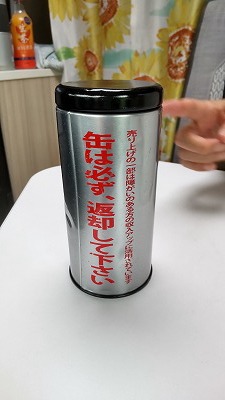 売り上げの一部は障がいのある方の収入アップに活用されています
缶は必ず、返却して下さい